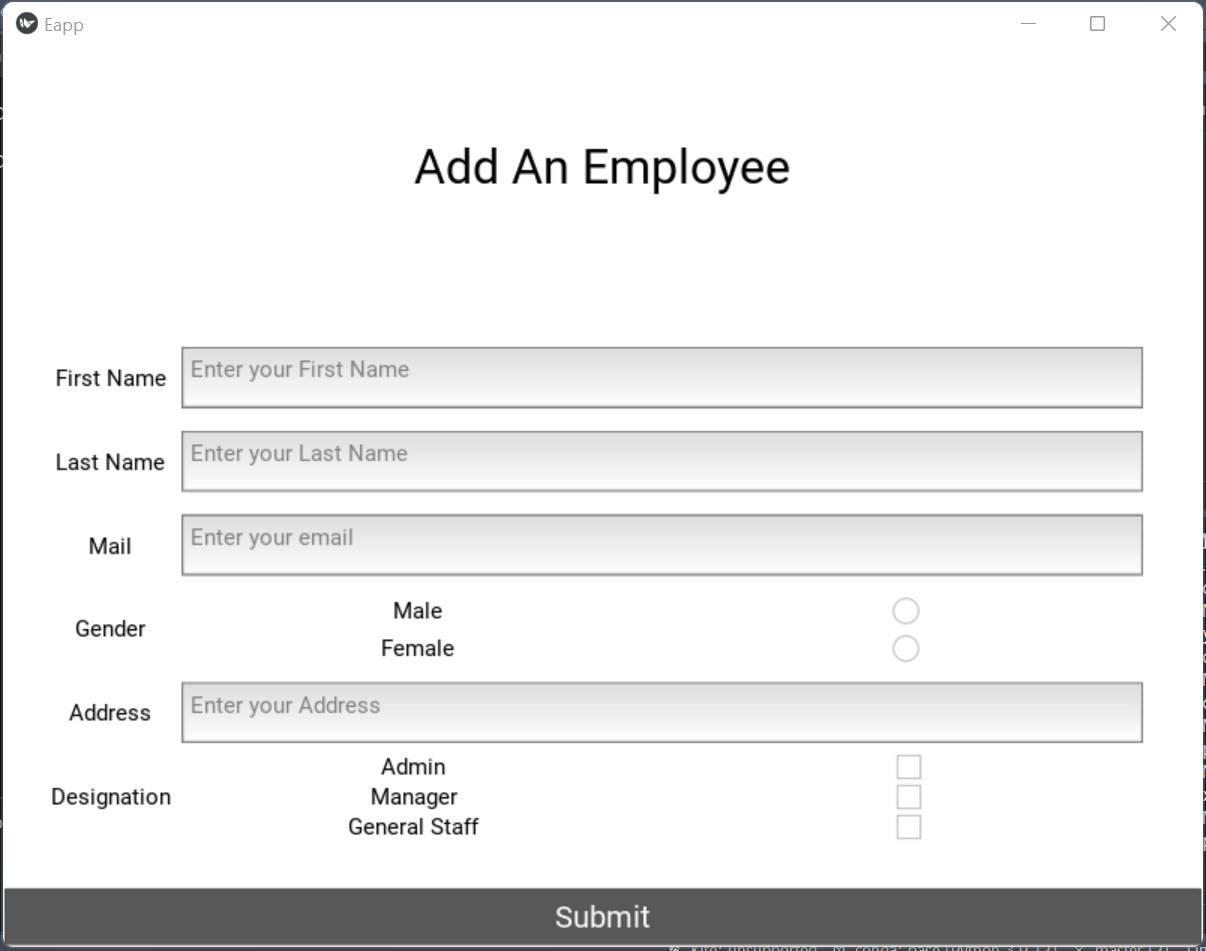 Eapp
Add An Employee
First Name
Enter your First Name
Last Name
Enter your Last Name
Mail
Enter your email
Gender
Male
Female
Address
Enter your Address
Designation
Admin
Manager
General Staff
Submit